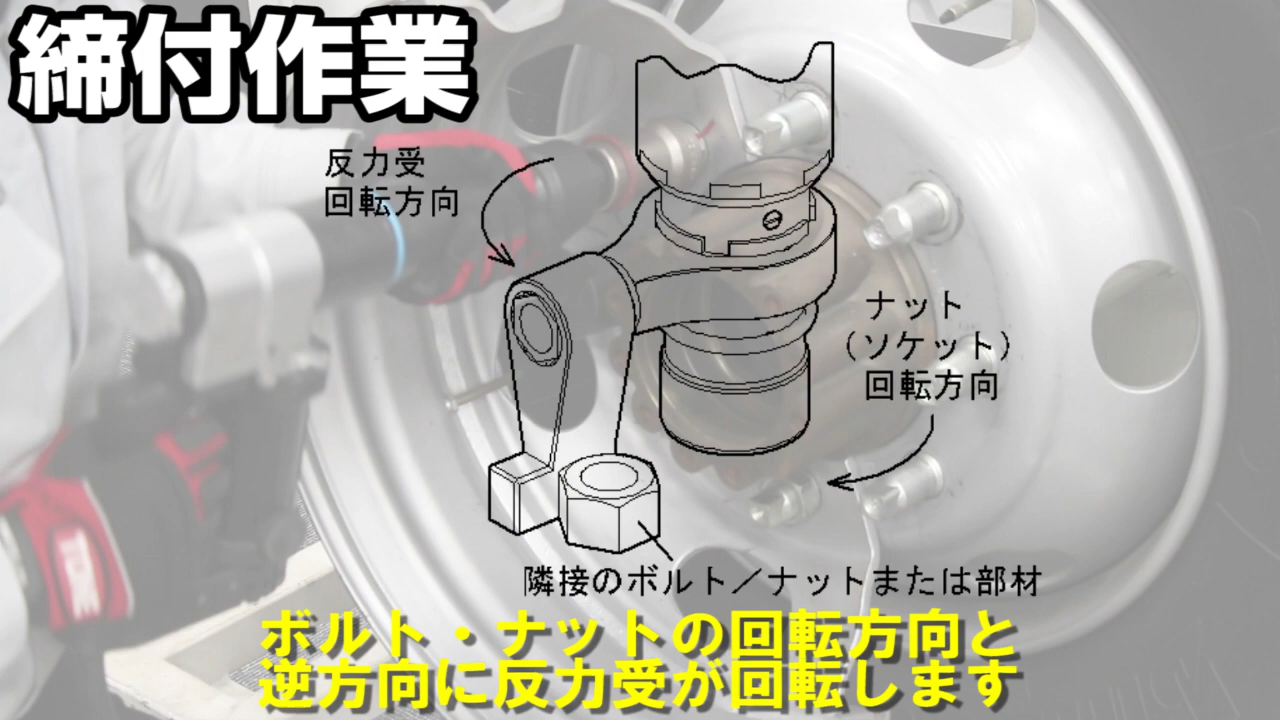 締付作業
反力受
回転方向
ナット
（ソケット）
回転方向
隣接のボルト／ナットまたは部材
ボルト・ナットの回転方向と
逆方向に反力受が回転します
TONE